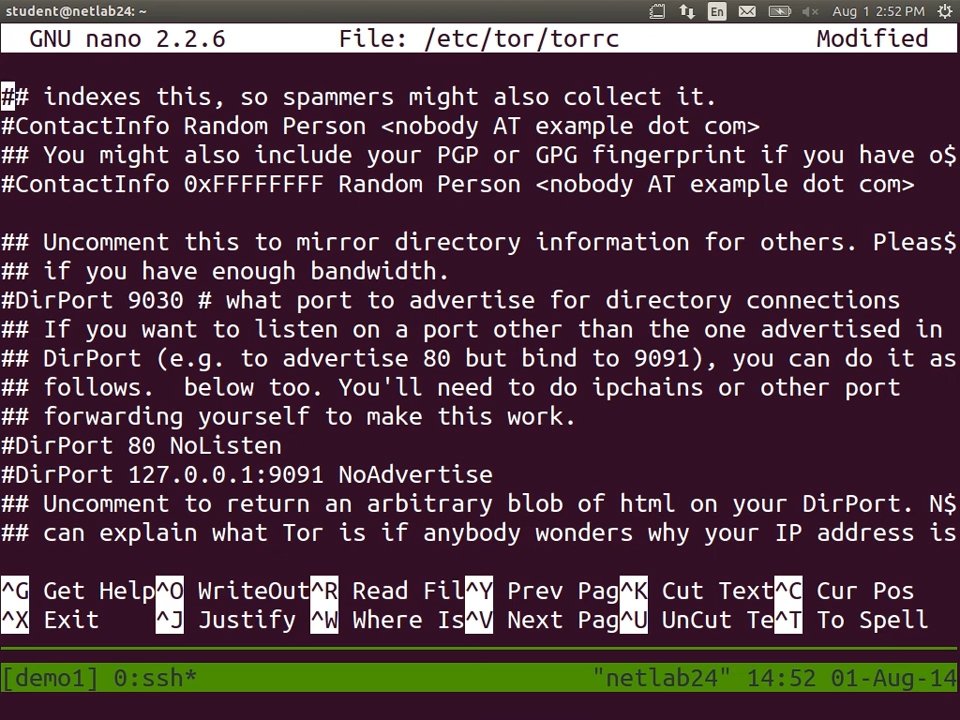 student@netlab24: ~ En Aug 1 2:52 PM
GNU nano 2.2.6 File: /etc/tor/torrc Modified
## indexes this, so spammers might also collect it.
#ContactInfo Random Person <nobody AT example dot com>
## You might also include your PGP or GPG fingerprint if you have o$
#ContactInfo 0xFFFFFFFF Random Person <nobody AT example dot com>
## Uncomment this to mirror directory information for others. Pleas$
## if you have enough bandwidth.
#DirPort 9030 # what port to advertise for directory connections
## If you want to listen on a port other than the one advertised in
## DirPort (e.g. to advertise 80 but bind to 9091), you can do it as
## follows.  below too. You'll need to do ipchains or other port
## forwarding yourself to make this work.
#DirPort 80 NoListen
#DirPort 127.0.0.1:9091 NoAdvertise
## Uncomment to return an arbitrary blob of html on your DirPort. N$
## can explain what Tor is if anybody wonders why your IP address is
^G Get Help^O WriteOut^R Read Fil^Y Prev Pag^K Cut Text^C Cur Pos
^X Exit ^J Justify ^W Where Is^V Next Pag^U UnCut Te^T To Spell
[demo1] 0:ssh* "netlab24" 14:52 01-Aug-14